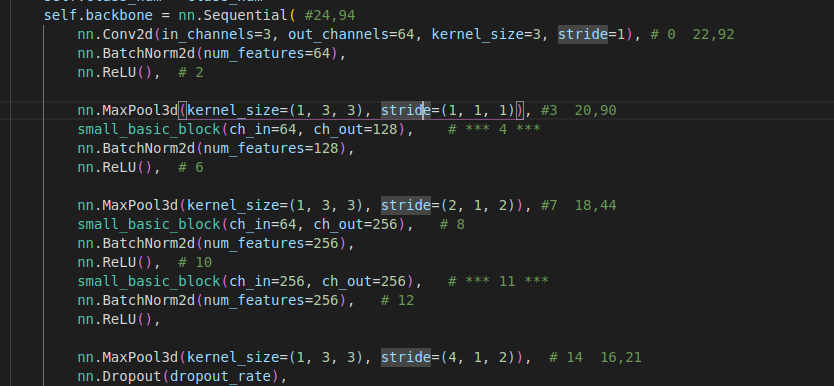 self.backbone = nn.Sequential( #24,94
nn.Conv2d(in_channels=3, out_channels=64, kernel_size=3, stride=1), # 0  22,92
nn.BatchNorm2d(num_features=64),
nn.ReLU(),  # 2
nn.MaxPool3d(kernel_size=(1, 3, 3), stride=(1, 1, 1)), #3  20,90
small_basic_block(ch_in=64, ch_out=128),    # *** 4 ***
nn.BatchNorm2d(num_features=128),
nn.ReLU(),  # 6
nn.MaxPool3d(kernel_size=(1, 3, 3), stride=(2, 1, 2)), #7  18,44
small_basic_block(ch_in=64, ch_out=256),   # 8
nn.BatchNorm2d(num_features=256),
nn.ReLU(),  # 10
small_basic_block(ch_in=256, ch_out=256),   # *** 11 ***
nn.BatchNorm2d(num_features=256),   # 12
nn.ReLU(),
nn.MaxPool3d(kernel_size=(1, 3, 3), stride=(4, 1, 2)),  # 14  16,21
nn.Dropout(dropout_rate),